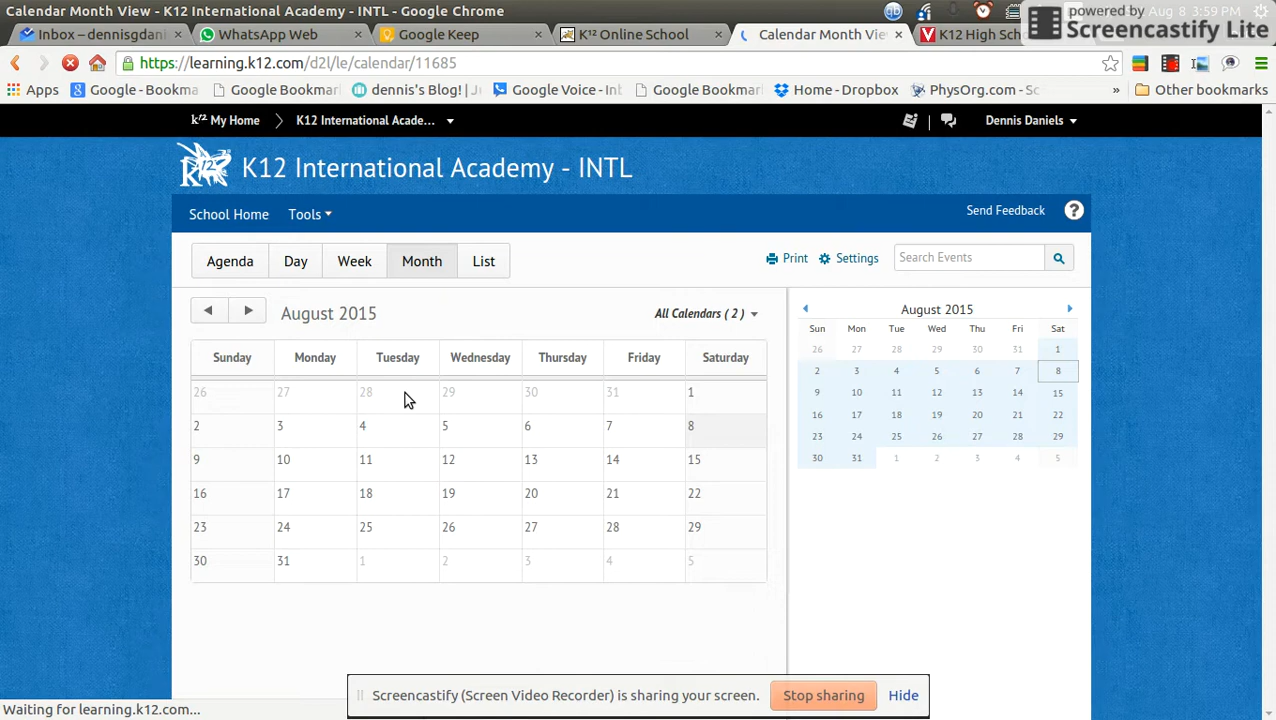 Calendar Month View - K12 International Academy - INTL - Google Chrome
Aug 8 3:59 PM
powered by
Screencastify Lite
Inbox – dennisgdani
WhatsApp Web
Google Keep
K¹² Online School
Calendar Month Vie
K12 High Sch
https://learning.k12.com/d2l/le/calendar/11685
Apps
Google - Bookma
Google Bookmar
dennis's Blog! | J
Google Voice - Inb
Google Bookmar
Home - Dropbox
PhysOrg.com - Sc
»
Other bookmarks
k¹² My Home
K12 International Acade...
Dennis Daniels
K12
K12 International Academy - INTL
School Home
Tools
Send Feedback
?
Agenda
Day
Week
Month
List
Print
Settings
Search Events
August 2015
All Calendars ( 2 )
Sunday Monday Tuesday Wednesday Thursday Friday Saturday
26 27 28 29 30 31 1
2 3 4 5 6 7 8
9 10 11 12 13 14 15
16 17 18 19 20 21 22
23 24 25 26 27 28 29
30 31 1 2 3 4 5
August 2015
Sun Mon Tue Wed Thu Fri Sat
26 27 28 29 30 31 1
2 3 4 5 6 7 8
9 10 11 12 13 14 15
16 17 18 19 20 21 22
23 24 25 26 27 28 29
30 31 1 2 3 4 5
Screencastify (Screen Video Recorder) is sharing your screen.
Stop sharing
Hide
Waiting for learning.k12.com...